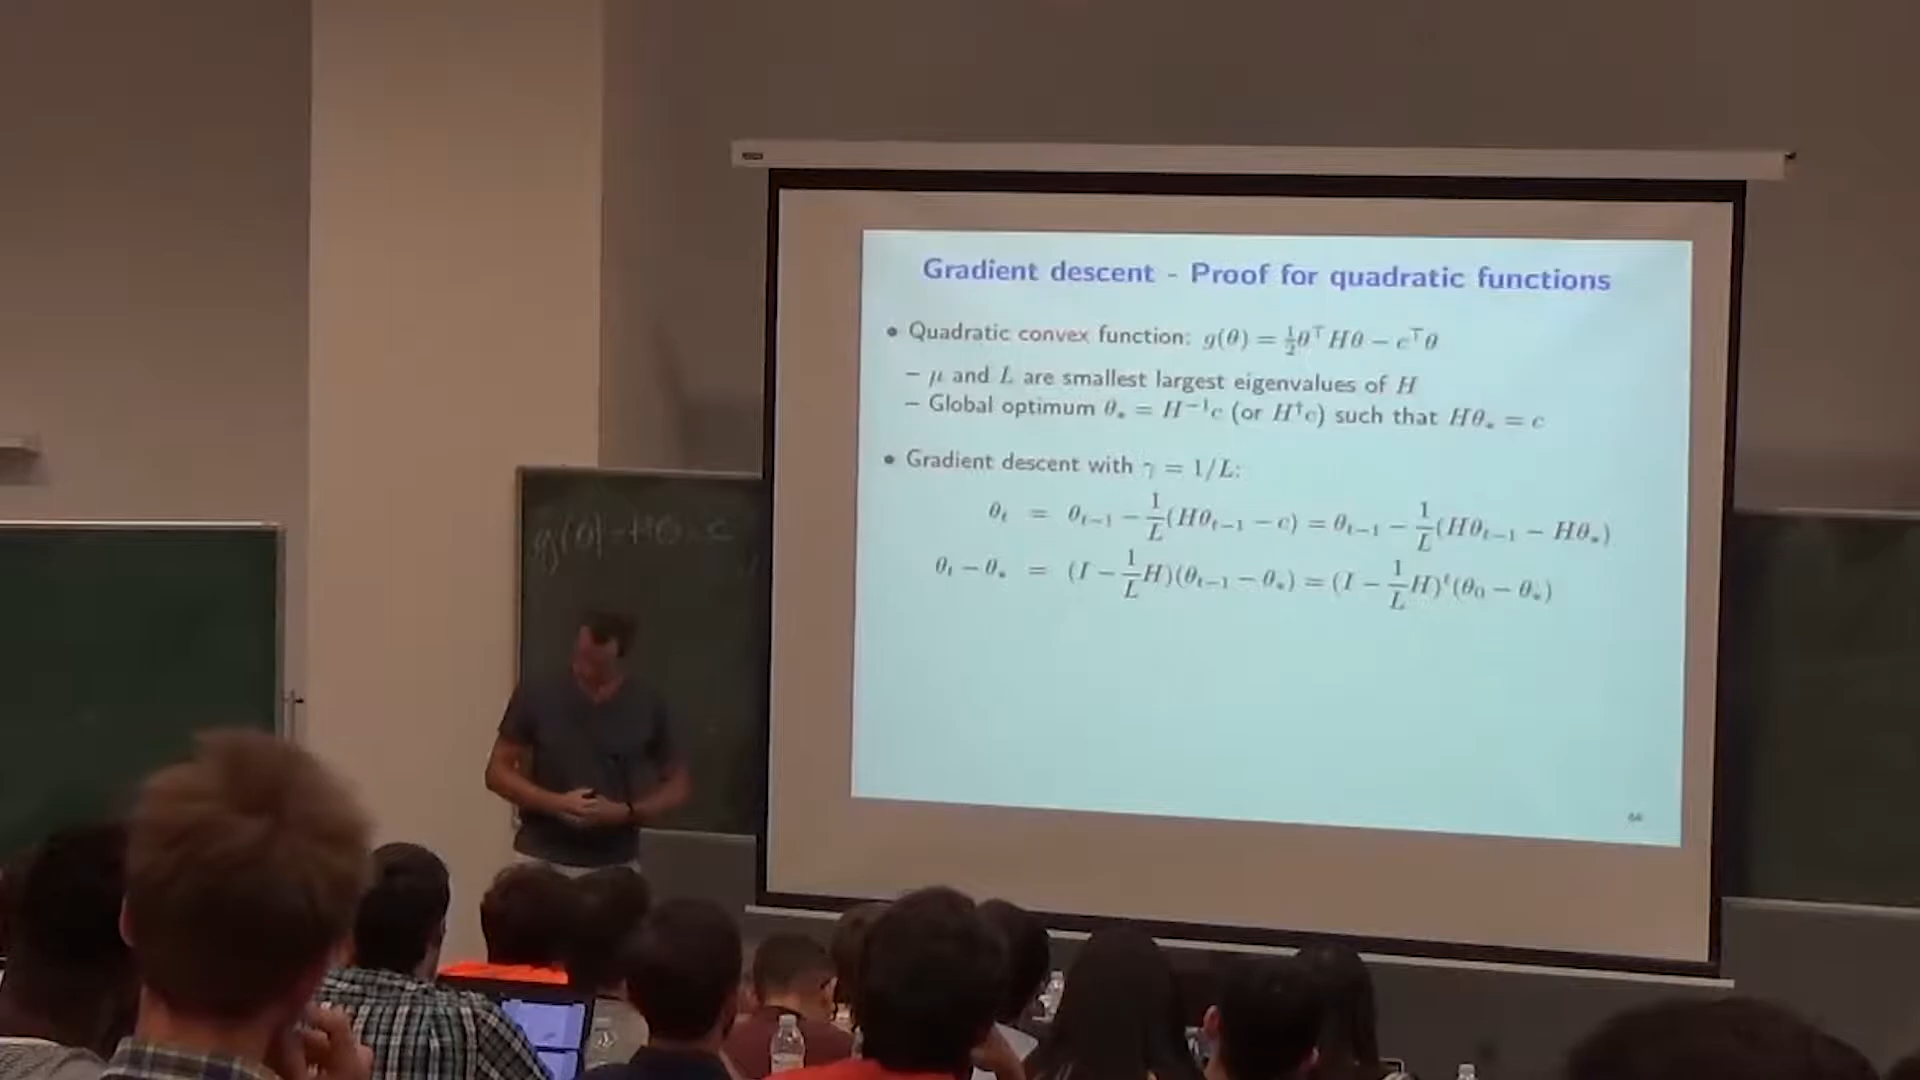 Gradient descent - Proof for quadratic functions
• Quadratic convex function: g(θ) = ½θ⊤Hθ − c⊤θ
– μ and L are smallest largest eigenvalues of H
– Global optimum θ* = H⁻¹c (or H†c) such that Hθ* = c
• Gradient descent with γ = 1/L:
θₜ = θₜ₋₁ − 1/L(Hθₜ₋₁ − c) = θₜ₋₁ − 1/L(Hθₜ₋₁ − Hθ*)
θₜ − θ* = (I − 1/L H)(θₜ₋₁ − θ*) = (I − 1/L H)ᵗ(θ₀ − θ*)
g'(θ) = Hθ - c